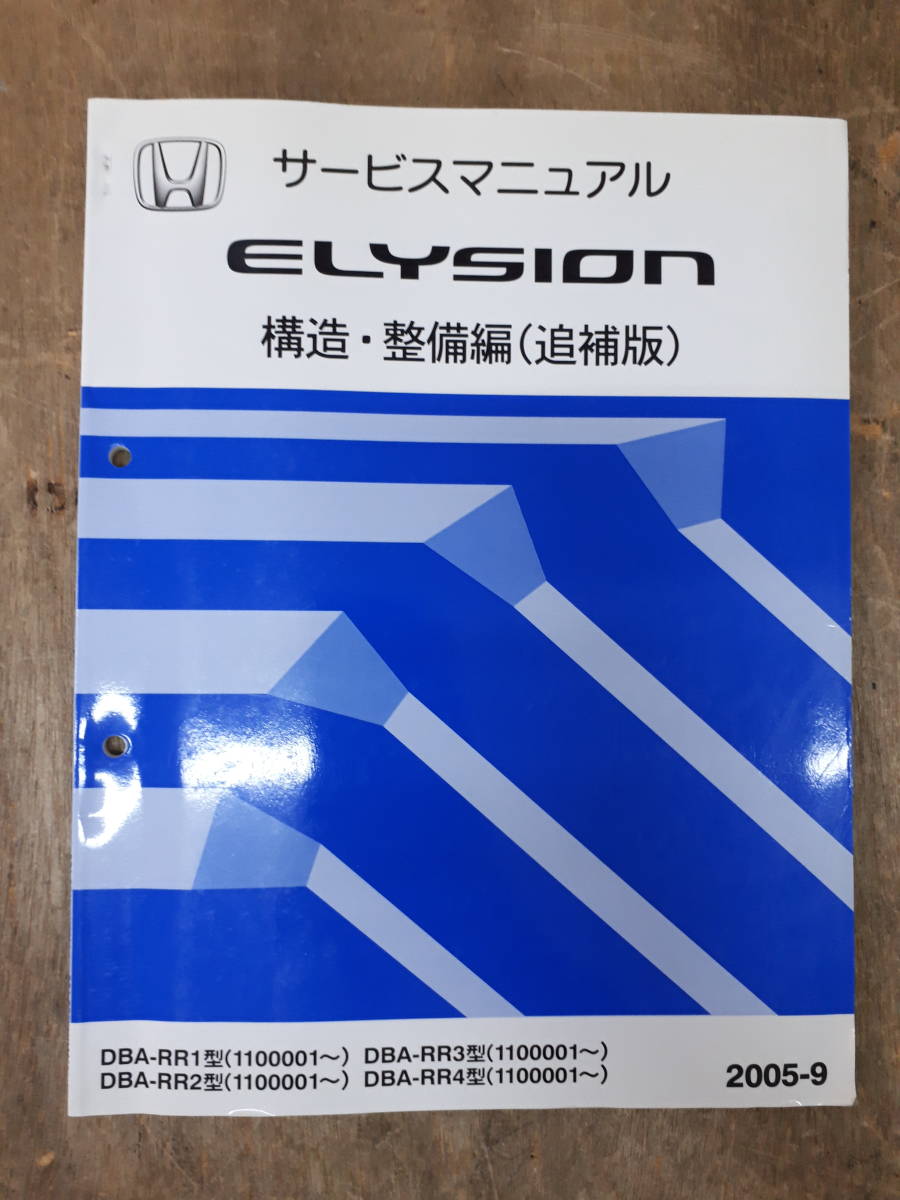 サービスマニュアル
ELYSION
構造・整備編(追補版)
DBA-RR1型(1100001～) DBA-RR3型(1100001～)
DBA-RR2型(1100001～) DBA-RR4型(1100001～)
2005-9